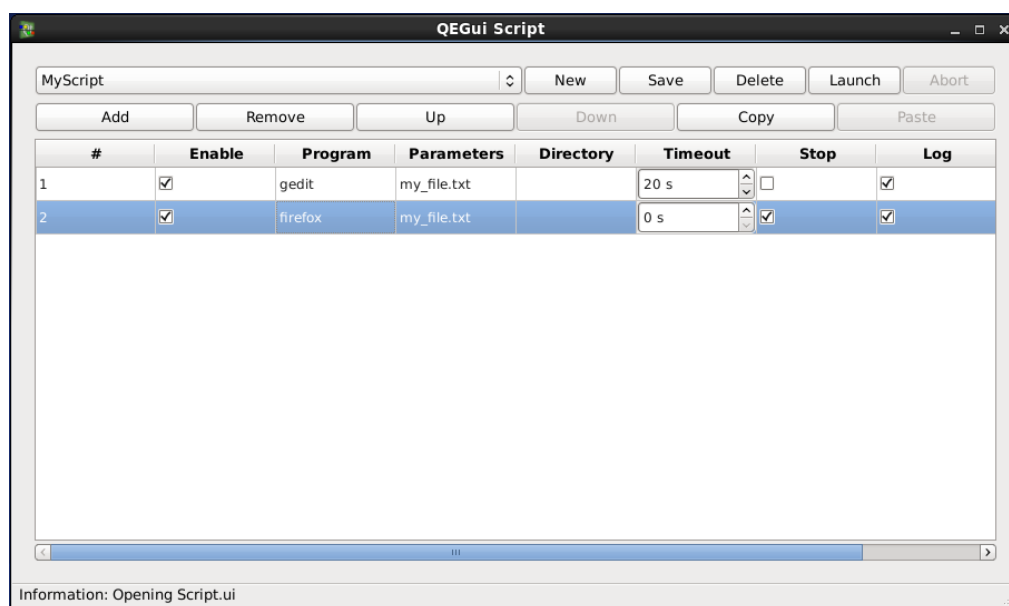 QEGui Script
MyScript New Save Delete Launch Abort
Add Remove Up Down Copy Paste
# Enable Program Parameters Directory Timeout Stop Log
1 gedit my_file.txt 20 s
2 firefox my_file.txt 0 s
Information: Opening Script.ui